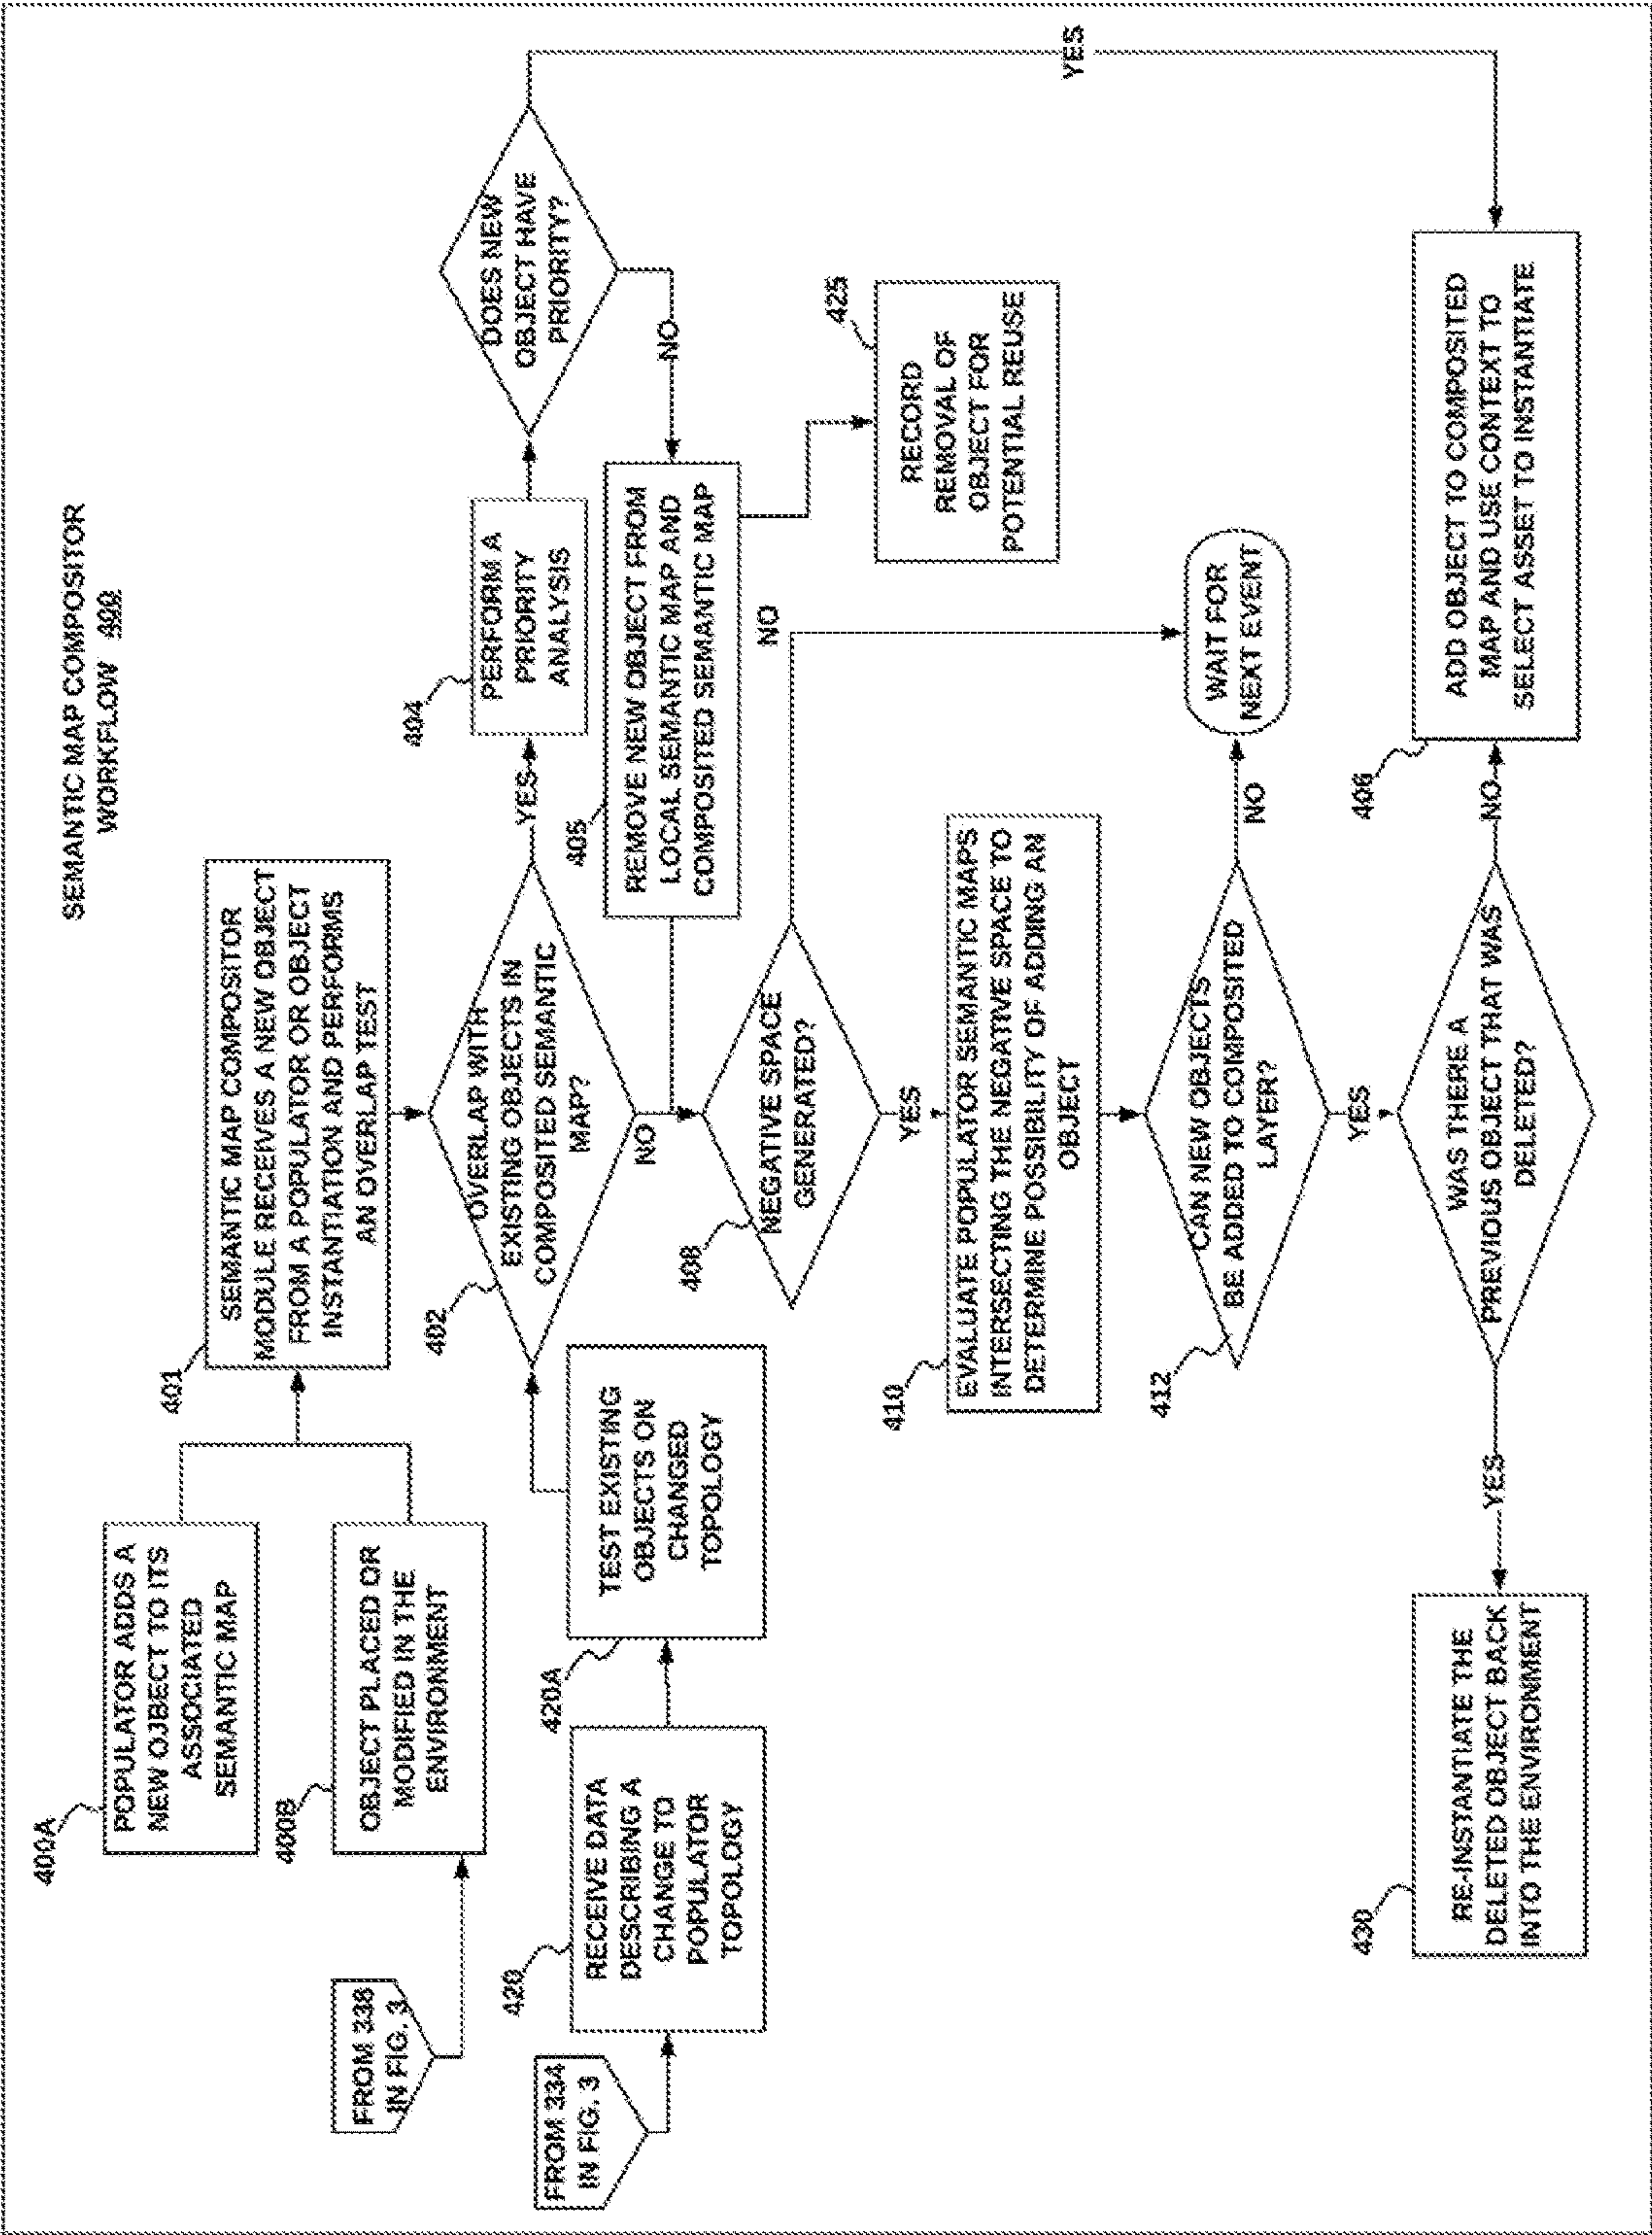 SEMANTIC MAP COMPOSITOR
WORKFLOW 400
400A
POPULATOR ADDS A
NEW OJBECT TO ITS
ASSOCIATED
SEMANTIC MAP
401
SEMANTIC MAP COMPOSITOR
MODULE RECEIVES A NEW OBJECT
FROM A POPULATOR OR OBJECT
INSTANTIATION AND PERFORMS
AN OVERLAP TEST
FROM 338
IN FIG. 3
400B
OBJECT PLACED OR
MODIFIED IN THE
ENVIRONMENT
402
OVERLAP WITH
EXISTING OBJECTS IN
COMPOSITED SEMANTIC
MAP?
YES
404
PERFORM A
PRIORITY
ANALYSIS
DOES NEW
OBJECT HAVE
PRIORITY?
FROM 334
IN FIG. 3
420
RECEIVE DATA
DESCRIBING A
CHANGE TO
POPULATOR
TOPOLOGY
420A
TEST EXISTING
OBJECTS ON
CHANGED
TOPOLOGY
NO
405
REMOVE NEW OBJECT FROM
LOCAL SEMANTIC MAP AND
COMPOSITED SEMANTIC MAP
NO
408
NEGATIVE SPACE
GENERATED?
NO
425
RECORD
REMOVAL OF
OBJECT FOR
POTENTIAL REUSE
YES
410
EVALUATE POPULATOR SEMANTIC MAPS
INTERSECTING THE NEGATIVE SPACE TO
DETERMINE POSSIBILITY OF ADDING AN
OBJECT
YES
412
CAN NEW OBJECTS
BE ADDED TO COMPOSITED
LAYER?
NO
WAIT FOR
NEXT EVENT
YES
430
RE-INSTANTIATE THE
DELETED OBJECT BACK
INTO THE ENVIRONMENT
YES
WAS THERE A
PREVIOUS OBJECT THAT WAS
DELETED?
NO
406
ADD OBJECT TO COMPOSITED
MAP AND USE CONTEXT TO
SELECT ASSET TO INSTANTIATE